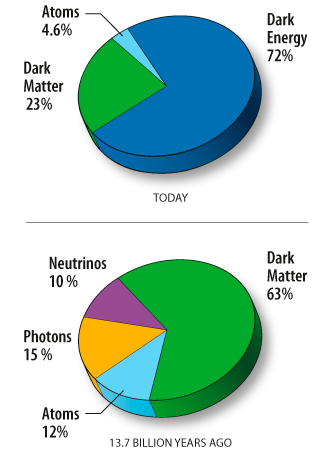 Atoms
4.6%
Dark
Energy
72%
Dark
Matter
23%
TODAY
Neutrinos
10 %
Dark
Matter
63%
Photons
15 %
Atoms
12%
13.7 BILLION YEARS AGO